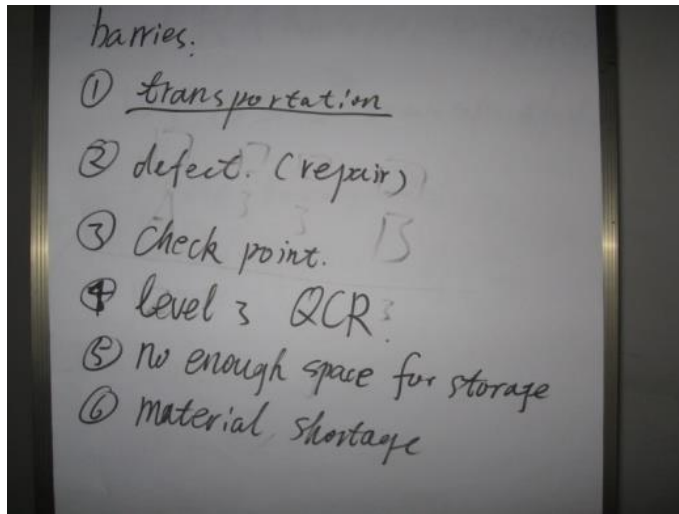 barries:
① transportation
② defect. (repair)
③ check point.
④ level 3 QCR
⑤ no enough space for storage
⑥ material shortage